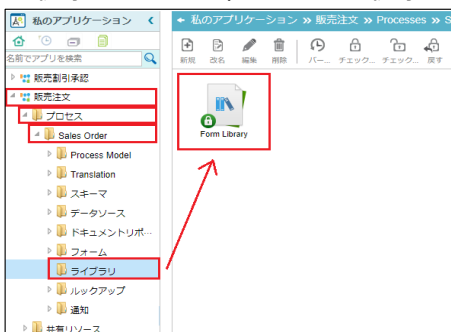 私のアプリケーション
私のアプリケーション » 販売注文 » Processes » S
新規 改名 編集 削除 バー... チェック... チェック... 戻す
名前でアプリを検索
販売割引承認
販売注文
プロセス
Sales Order
Process Model
Translation
スキーマ
データソース
ドキュメントリポ…
フォーム
ライブラリ
ルックアップ
通知
共有リソース
Form Library